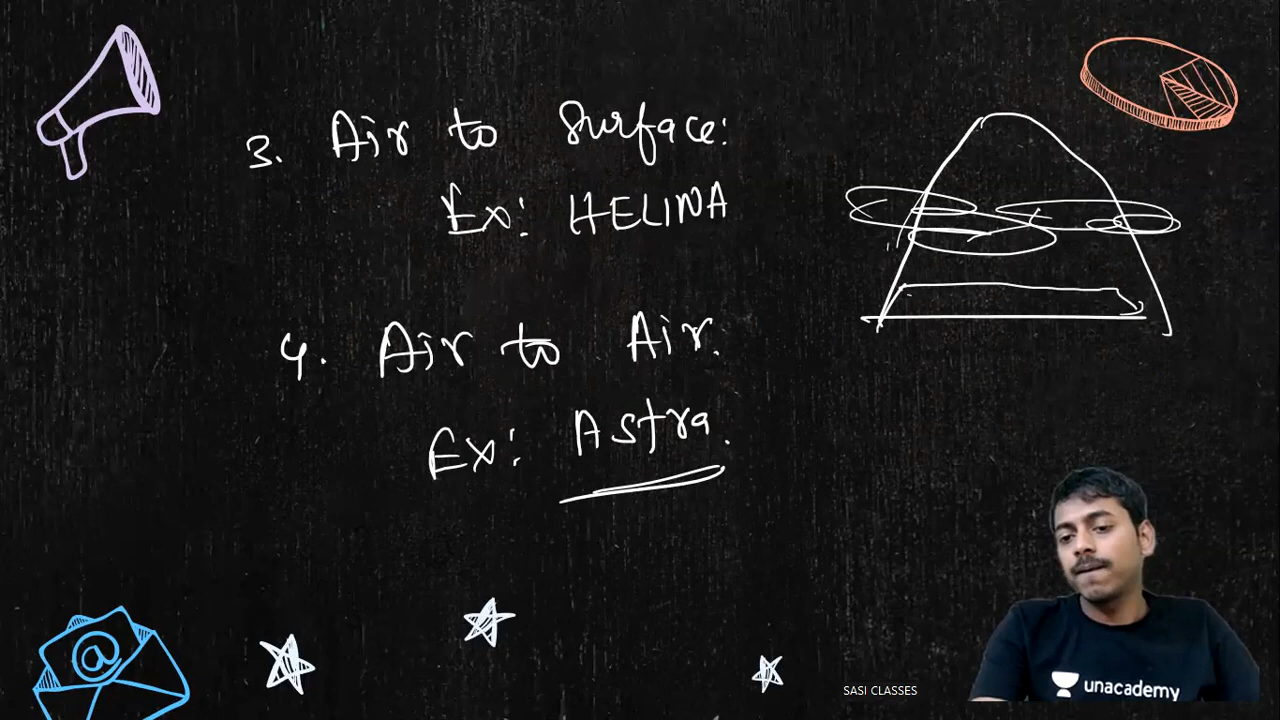 3. Air to Surface:
Ex: HELINA
4. Air to Air.
Ex: Astra.
@
SASI CLASSES
unacademy